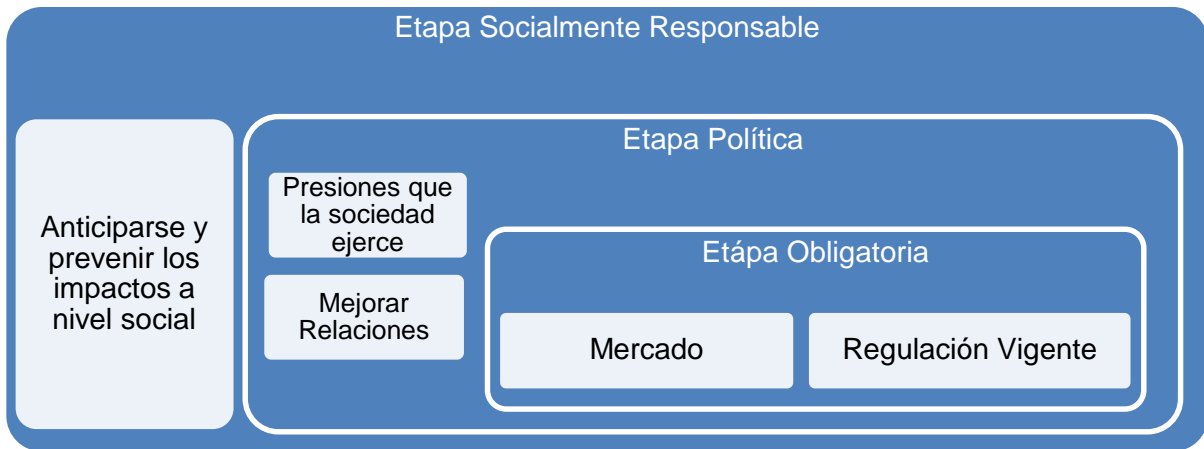 Etapa Socialmente Responsable
Anticiparse y
prevenir los
impactos a
nivel social
Etapa Política
Presiones que
la sociedad
ejerce
Mejorar
Relaciones
Etápa Obligatoria
Mercado
Regulación Vigente